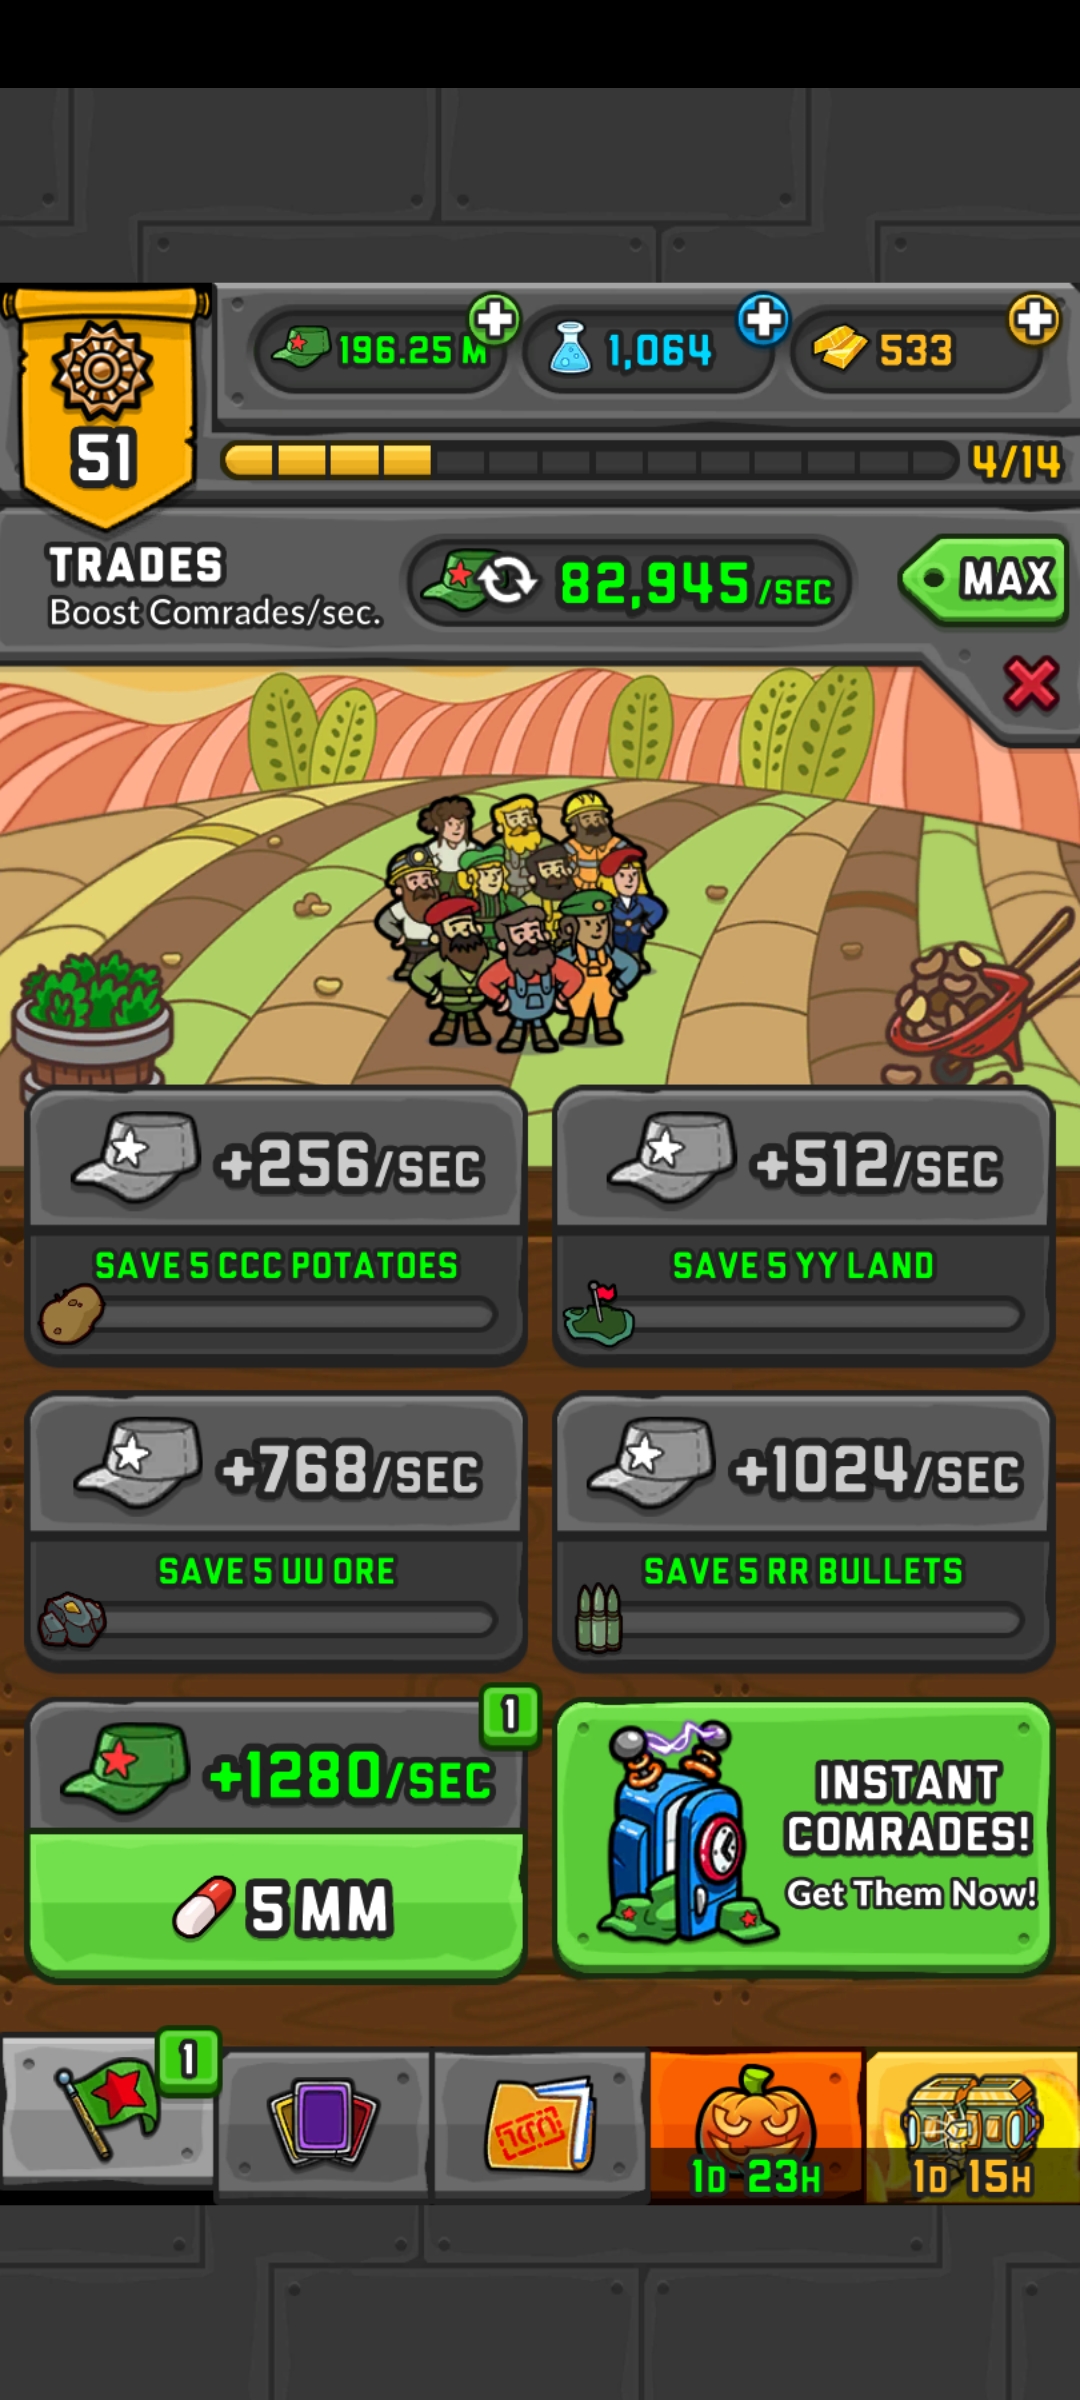 196.25 M
1,064
533
51
4/14
TRADES
Boost Comrades/sec.
82,945/SEC
MAX
+256/SEC
+512/SEC
SAVE 5 CCC POTATOES
SAVE 5 YY LAND
+768/SEC
+1024/SEC
SAVE 5 UU ORE
SAVE 5 RR BULLETS
1
+1280/SEC
5 MM
INSTANT
COMRADES!
Get Them Now!
1
1D 23H
1D 15H